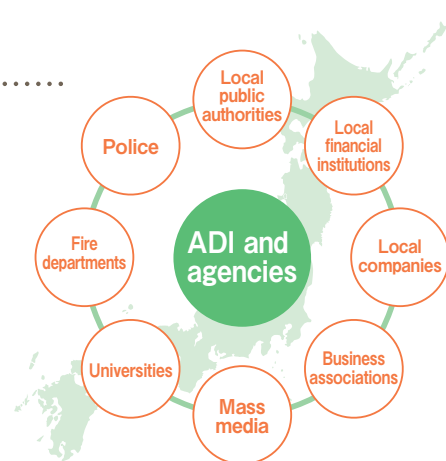 Local
public
authorities
Local
financial
institutions
Local
companies
Business
associations
Mass
media
Universities
Fire
departments
Police
ADI and
agencies